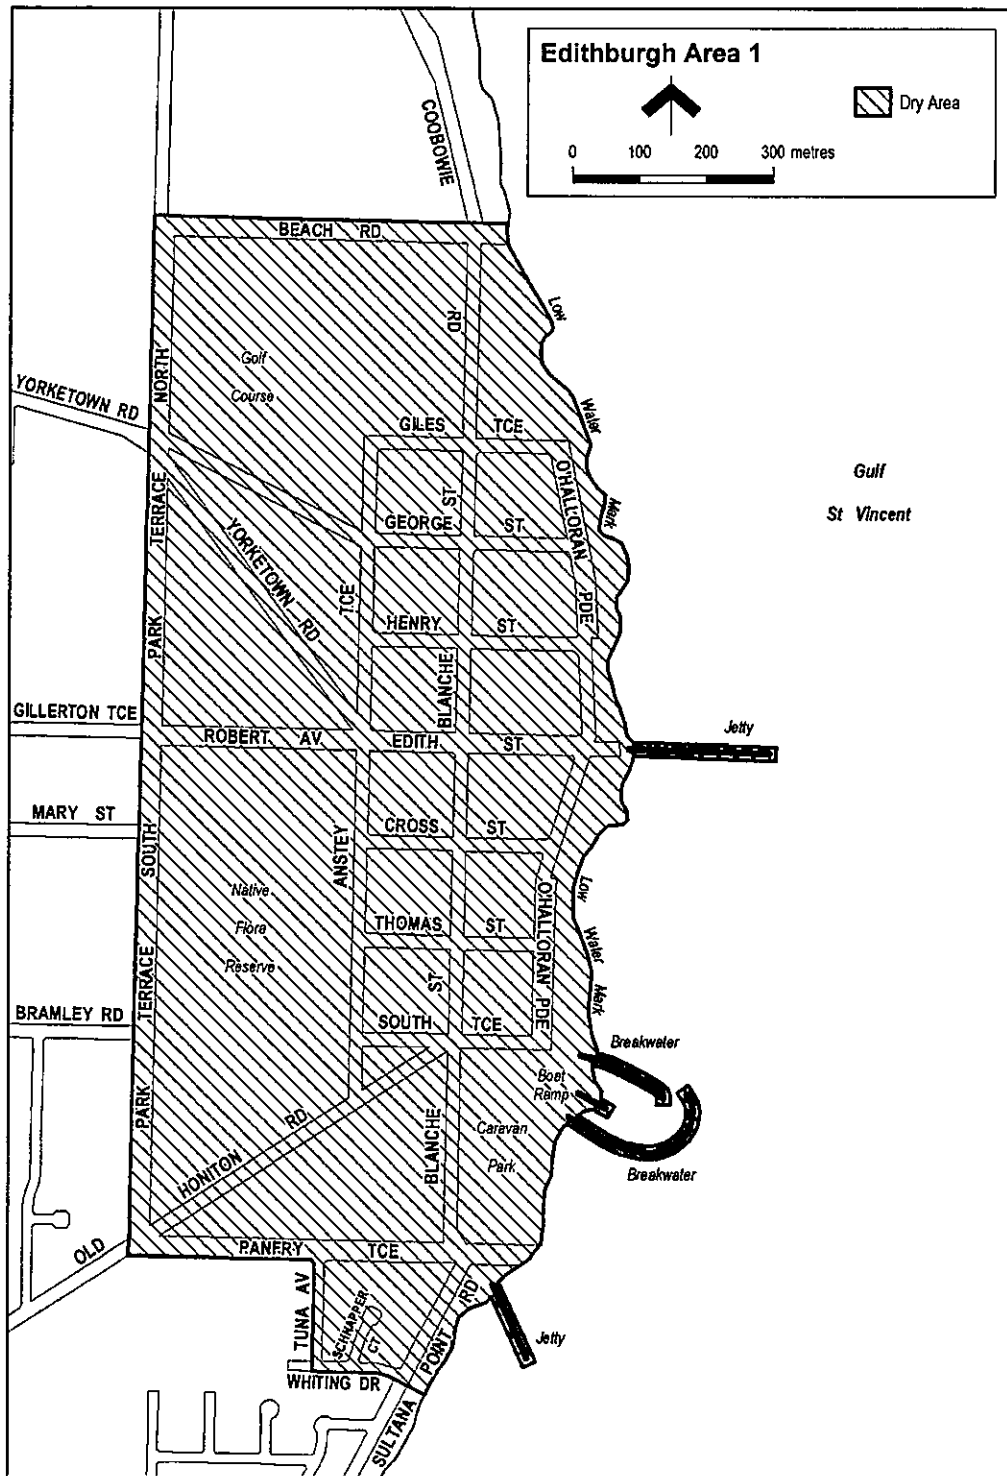 Edithburgh Area 1
Dry Area
0 100 200 300 metres
COOBOWIE
BEACH RD
RD
Low
Golf
Course
NORTH
YORKETOWN RD
Water
GILES TCE
Gulf
St Vincent
O'HALLORAN
Mark
ST
GEORGE ST
TERRACE
YORKETOWN RD
TCE
PDE
HENRY ST
PARK
BLANCHE
GILLERTON TCE
ROBERT AV
EDITH ST
Jetty
MARY ST
CROSS ST
SOUTH
ANSTEY
Low
Native
Flora
Reserve
O'HALLORAN PDE
THOMAS ST
Water
TERRACE
ST
Mark
BRAMLEY RD
SOUTH TCE
Breakwater
Boat
Ramp
PARK
HONITON RD
BLANCHE
Caravan
Park
Breakwater
OLD
PANERY TCE
TUNA AV
SCHNAPPER
CT
RD
POINT
Jetty
WHITING DR
SULTANA